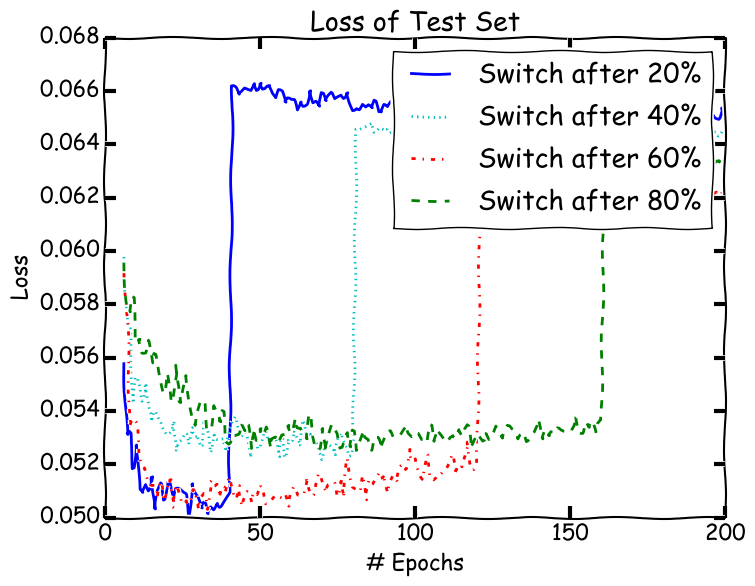 Loss of Test Set
0.068
0.066
0.064
0.062
0.060
0.058
0.056
0.054
0.052
0.050
Loss
Switch after 20%
Switch after 40%
Switch after 60%
Switch after 80%
0 50 100 150 200
# Epochs